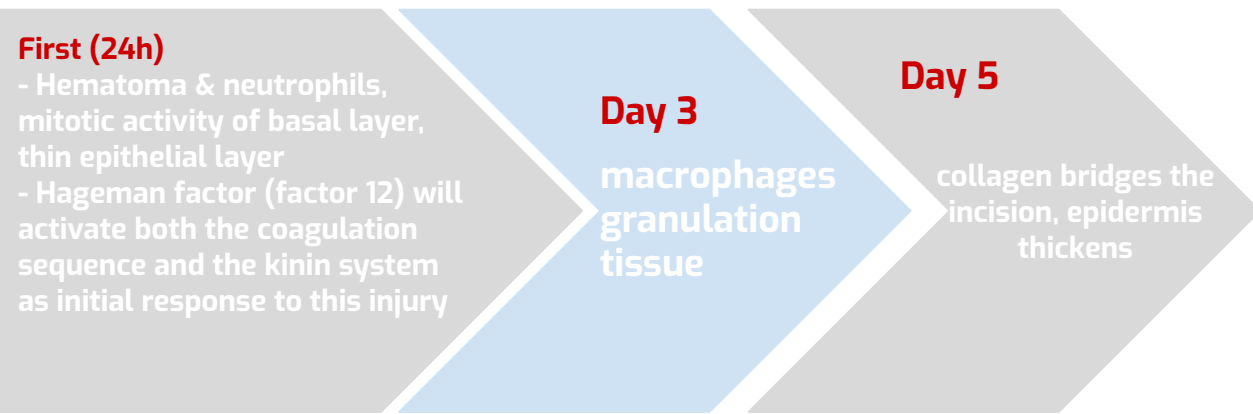 First (24h)
- Hematoma & neutrophils,
mitotic activity of basal layer,
thin epithelial layer
- Hageman factor (factor 12) will
activate both the coagulation
sequence and the kinin system
as initial response to this injury
Day 3
macrophages
granulation
tissue
Day 5
collagen bridges the
incision, epidermis
thickens